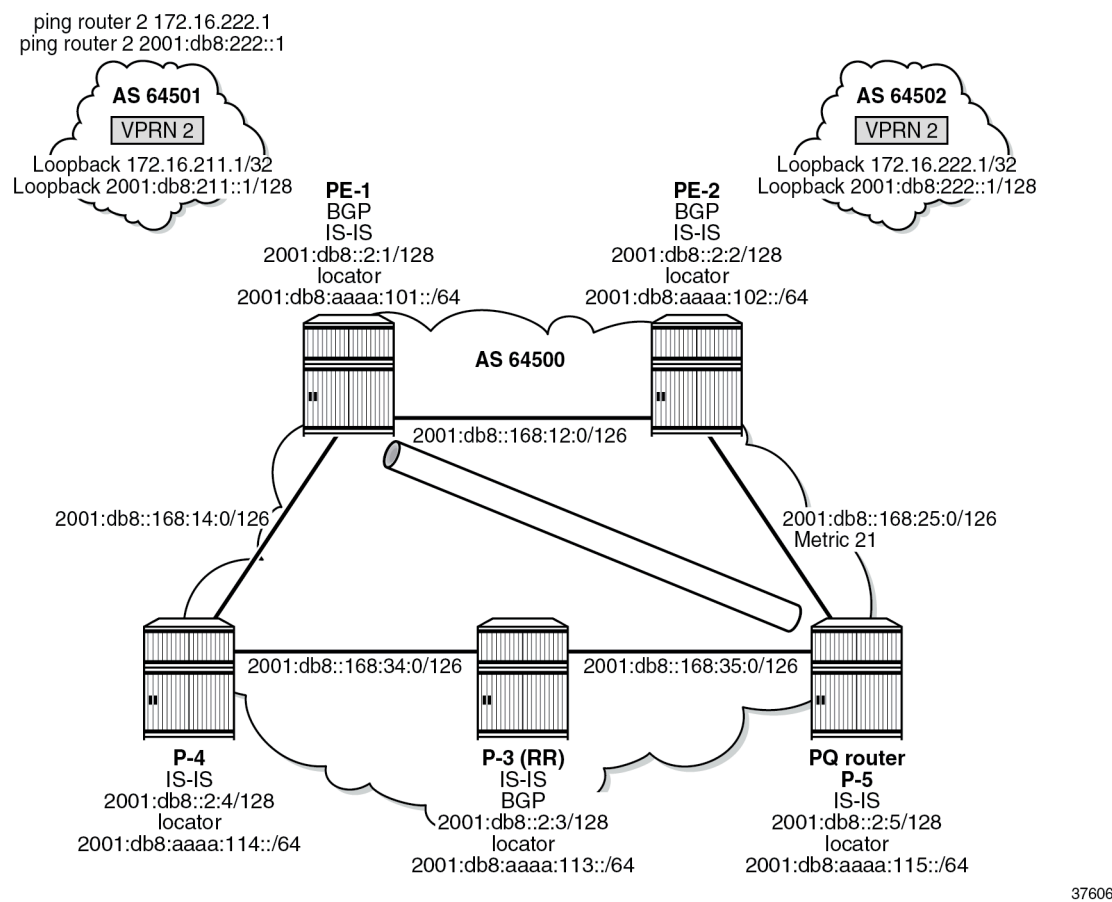 ping router 2 172.16.222.1
ping router 2 2001:db8:222::1
AS 64501
VPRN 2
Loopback 172.16.211.1/32
Loopback 2001:db8:211::1/128
AS 64502
VPRN 2
Loopback 172.16.222.1/32
Loopback 2001:db8:222::1/128
PE-1
BGP
IS-IS
2001:db8::2:1/128
locator
2001:db8:aaaa:101::/64
PE-2
BGP
IS-IS
2001:db8::2:2/128
locator
2001:db8:aaaa:102::/64
AS 64500
2001:db8::168:12:0/126
2001:db8::168:14:0/126
2001:db8::168:25:0/126
Metric 21
2001:db8::168:34:0/126
2001:db8::168:35:0/126
P-4
IS-IS
2001:db8::2:4/128
locator
2001:db8:aaaa:114::/64
P-3 (RR)
IS-IS
BGP
2001:db8::2:3/128
locator
2001:db8:aaaa:113::/64
PQ router
P-5
IS-IS
2001:db8::2:5/128
locator
2001:db8:aaaa:115::/64
37606